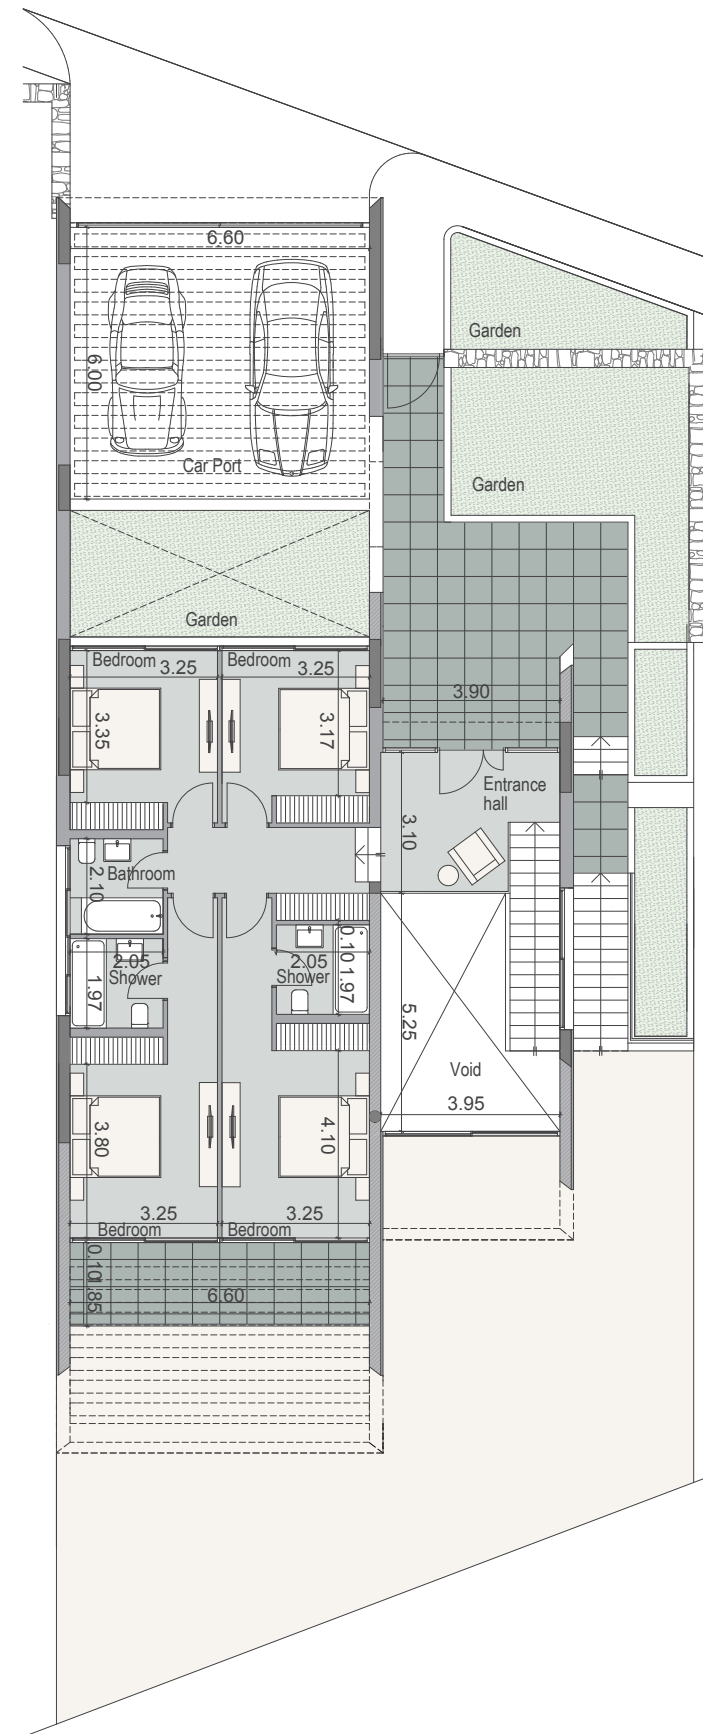 6.60
6.00
Car Port
Garden
Garden
Garden
Bedroom
Bedroom
3.25
3.25
3.35
3.17
3.90
Entrance
hall
3.10
2.10
Bathroom
2.05
Shower
1.97
2.05
Shower
0.10
1.97
5.25
Void
3.95
3.80
4.10
3.25
3.25
Bedroom
Bedroom
0.10
1.85
6.60